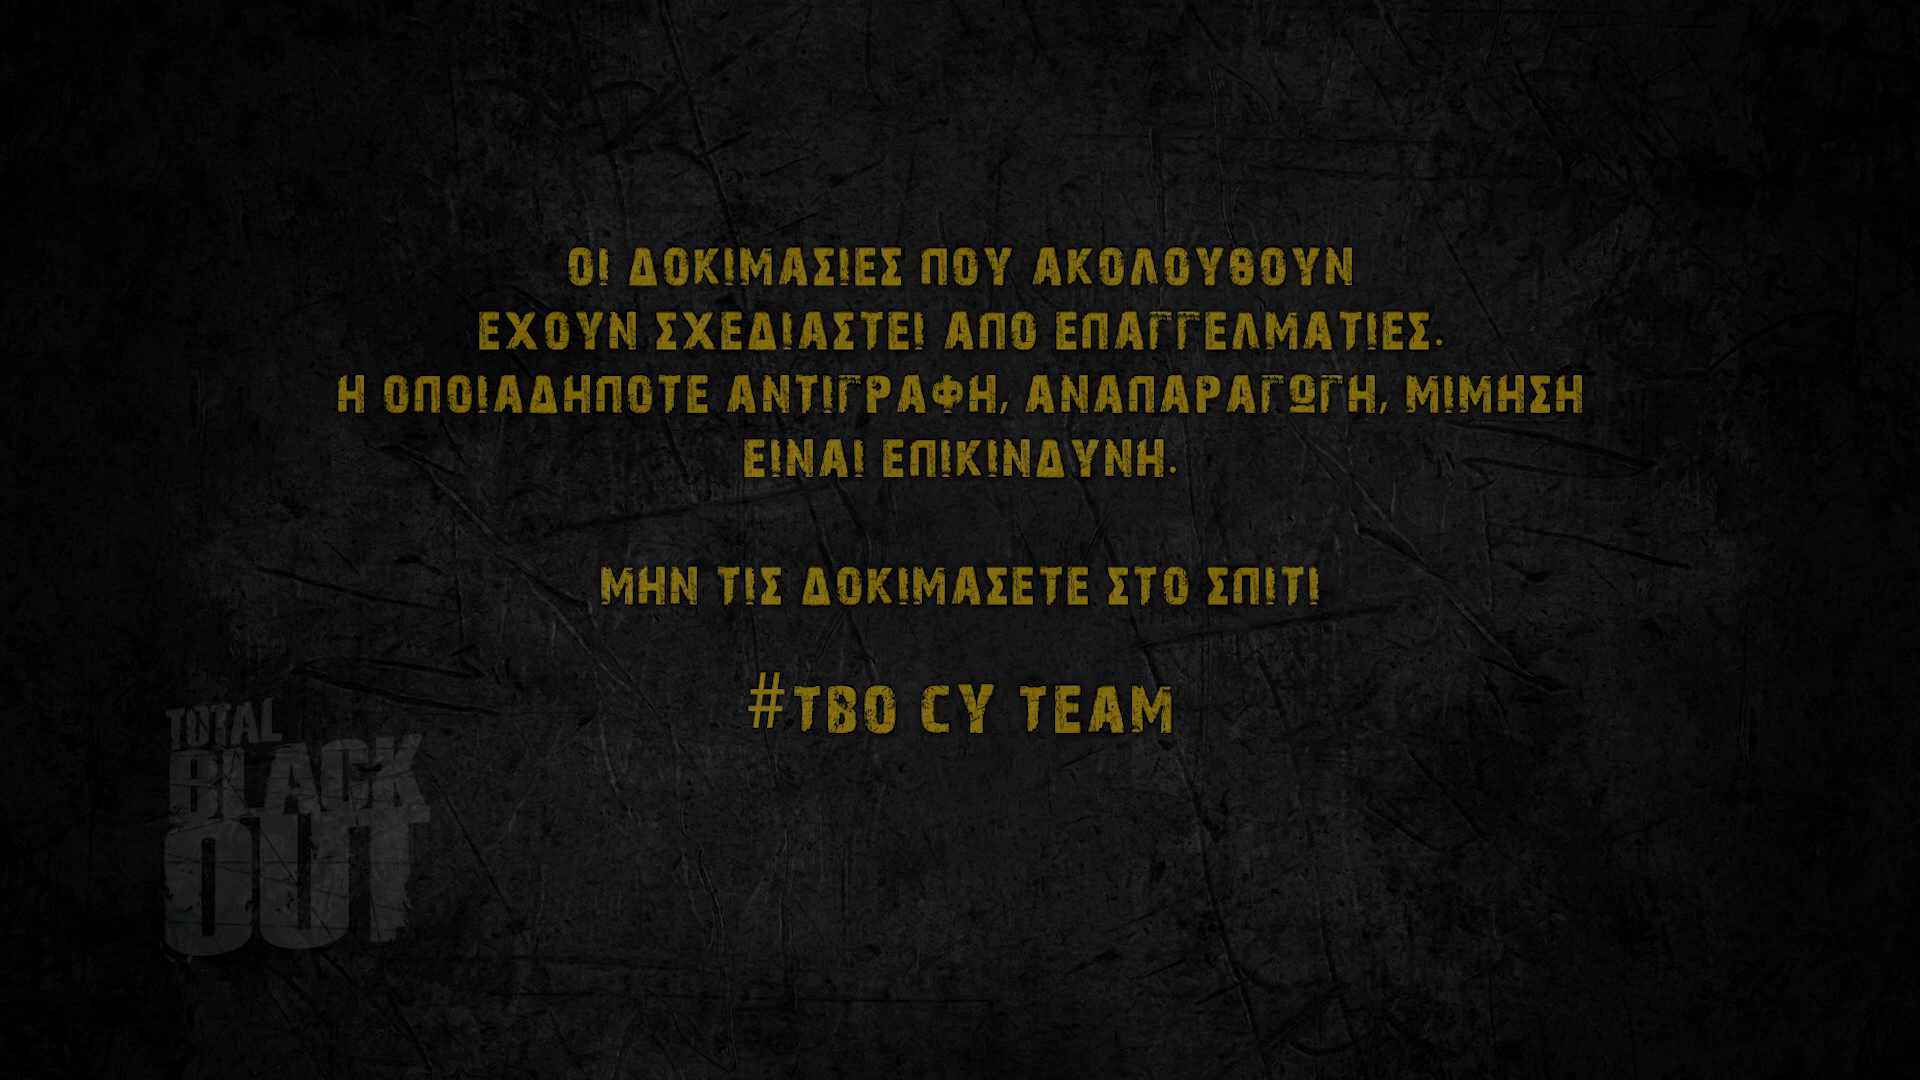 ΟΙ ΔΟΚΙΜΑΣΙΕΣ ΠΟΥ ΑΚΟΛΟΥΘΟΥΝ
ΕΧΟΥΝ ΣΧΕΔΙΑΣΤΕΙ ΑΠΟ ΕΠΑΓΓΕΛΜΑΤΙΕΣ.
Η ΟΠΟΙΑΔΗΠΟΤΕ ΑΝΤΙΓΡΑΦΗ, ΑΝΑΠΑΡΑΓΩΓΗ, ΜΙΜΗΣΗ
ΕΙΝΑΙ ΕΠΙΚΙΝΔΥΝΗ.
ΜΗΝ ΤΙΣ ΔΟΚΙΜΑΣΕΤΕ ΣΤΟ ΣΠΙΤΙ
#TBO CY TEAM
TOTAL
BLACK
OUT